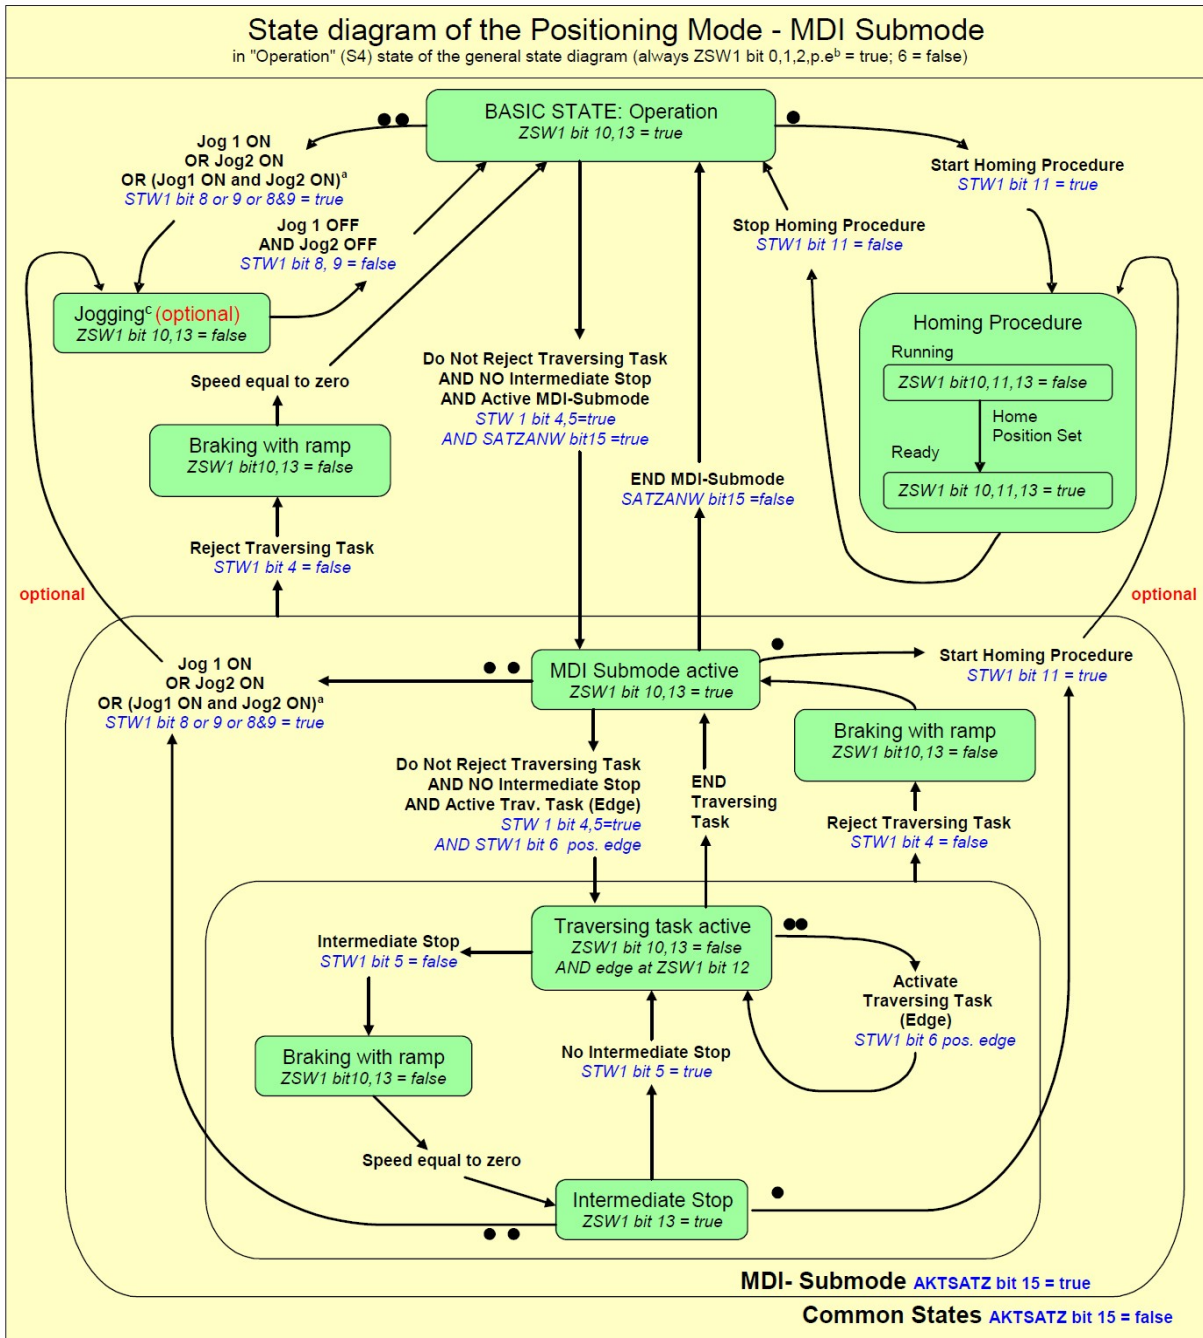 State diagram of the Positioning Mode - MDI Submode
in "Operation" (S4) state of the general state diagram (always ZSW1 bit 0,1,2,p.eᵇ = true; 6 = false)
BASIC STATE: Operation
ZSW1 bit 10,13 = true
Jog 1 ON
OR Jog2 ON
OR (Jog1 ON and Jog2 ON)ᵃ
STW1 bit 8 or 9 or 8&9 = true
Start Homing Procedure
STW1 bit 11 = true
Jog 1 OFF
AND Jog2 OFF
STW1 bit 8, 9 = false
Stop Homing Procedure
STW1 bit 11 = false
Joggingᶜ (optional)
ZSW1 bit 10,13 = false
Homing Procedure
Running
ZSW1 bit10,11,13 = false
Home
Position Set
Ready
ZSW1 bit 10,11,13 = true
Speed equal to zero
Do Not Reject Traversing Task
AND NO Intermediate Stop
AND Active MDI-Submode
STW 1 bit 4,5=true
AND SATZANW bit15 =true
Braking with ramp
ZSW1 bit10,13 = false
END MDI-Submode
SATZANW bit15 =false
Reject Traversing Task
STW1 bit 4 = false
optional
optional
Jog 1 ON
OR Jog2 ON
OR (Jog1 ON and Jog2 ON)ᵃ
STW1 bit 8 or 9 or 8&9 = true
MDI Submode active
ZSW1 bit 10,13 = true
Start Homing Procedure
STW1 bit 11 = true
Braking with ramp
ZSW1 bit10,13 = false
Do Not Reject Traversing Task
AND NO Intermediate Stop
AND Active Trav. Task (Edge)
STW 1 bit 4,5=true
AND STW1 bit 6 pos. edge
END
Traversing
Task
Reject Traversing Task
STW1 bit 4 = false
Traversing task active
ZSW1 bit 10,13 = false
AND edge at ZSW1 bit 12
Intermediate Stop
STW1 bit 5 = false
Activate
Traversing Task
(Edge)
STW1 bit 6 pos. edge
Braking with ramp
ZSW1 bit10,13 = false
No Intermediate Stop
STW1 bit 5 = true
Speed equal to zero
Intermediate Stop
ZSW1 bit 13 = true
MDI- Submode AKTSATZ bit 15 = true
Common States AKTSATZ bit 15 = false